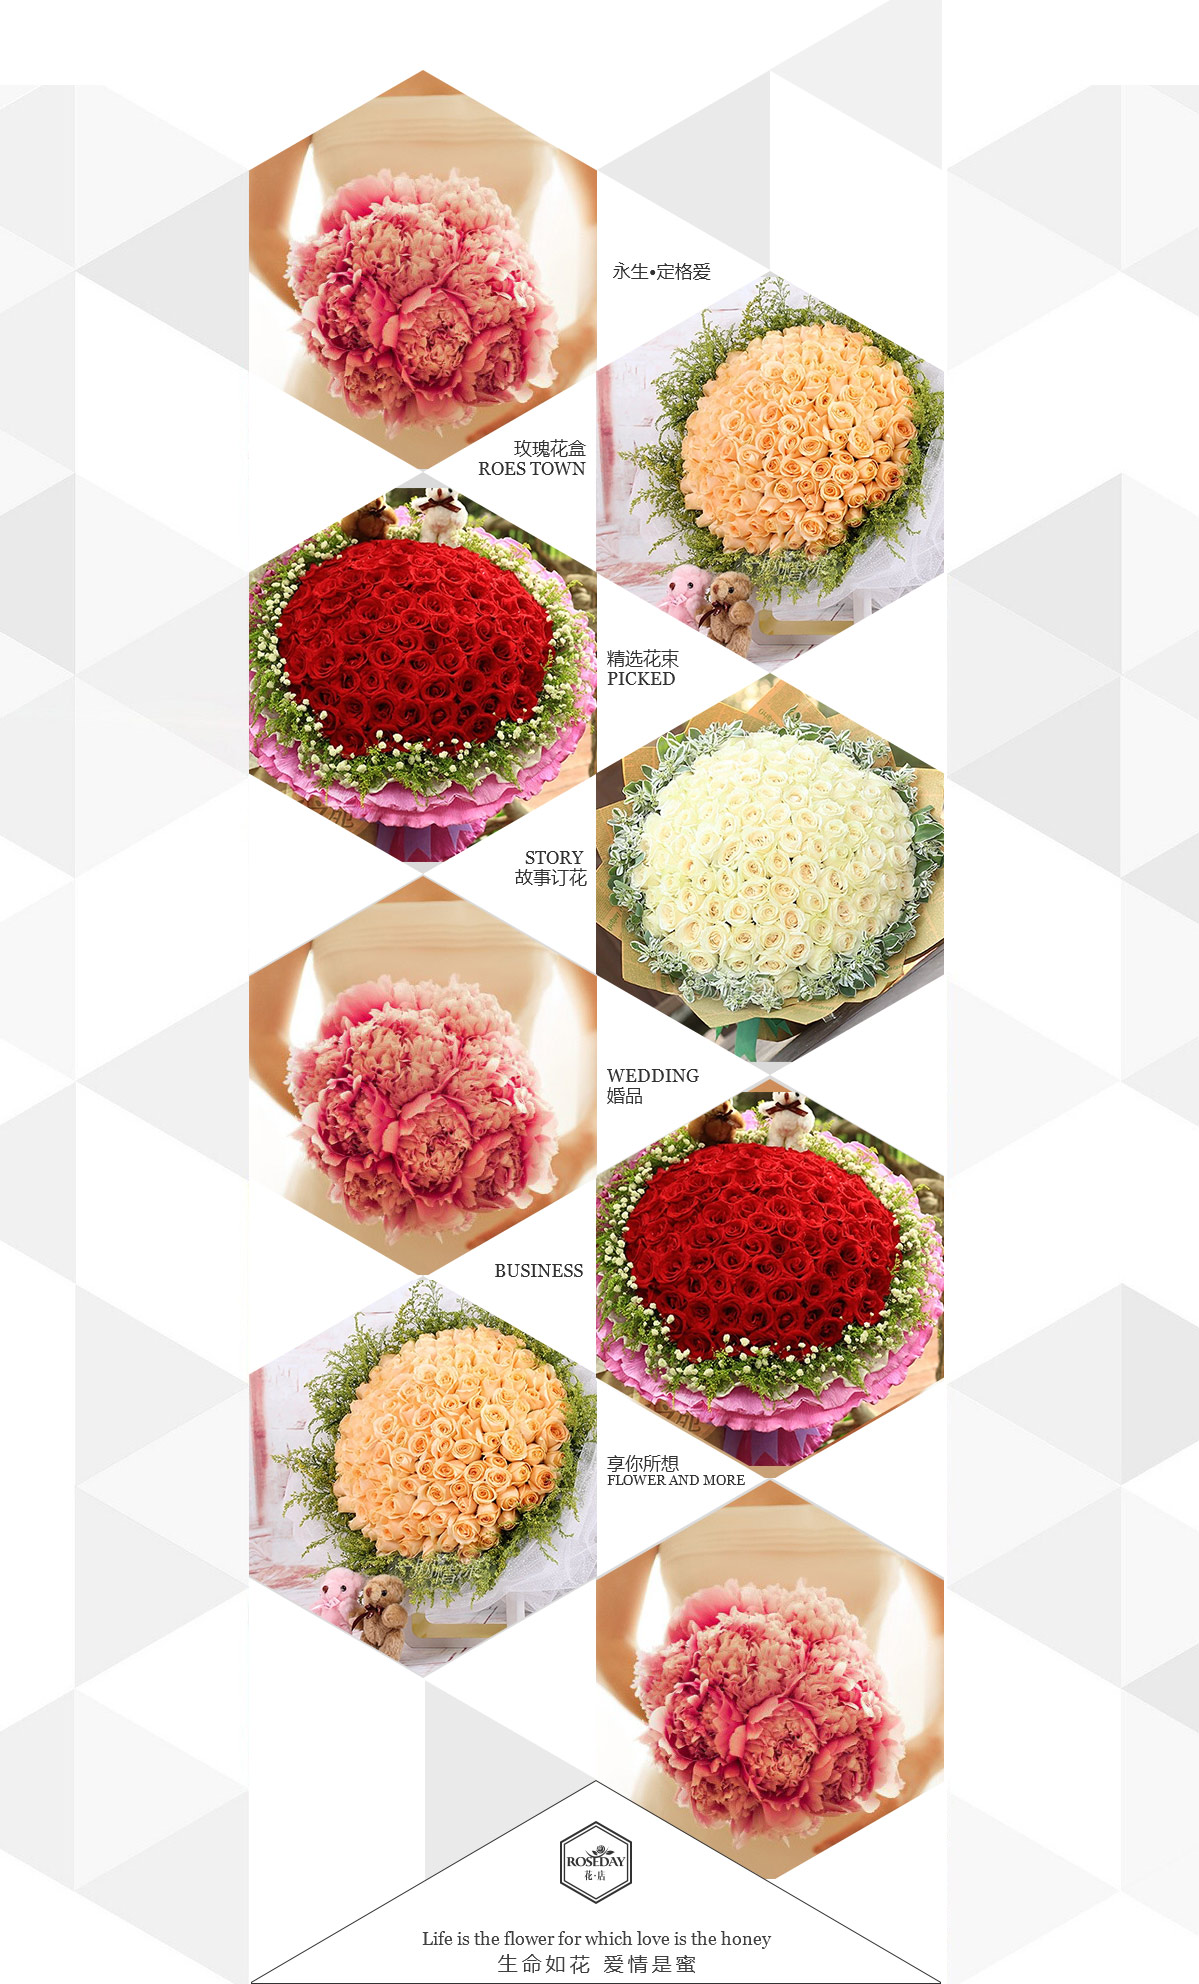 永生•定格爱
玫瑰花盒
ROES TOWN
精选花束
PICKED
STORY
故事订花
WEDDING
婚品
BUSINESS
享你所想
FLOWER AND MORE
ROSEDAY
花·店
Life is the flower for which love is the honey
生命如花 爱情是蜜